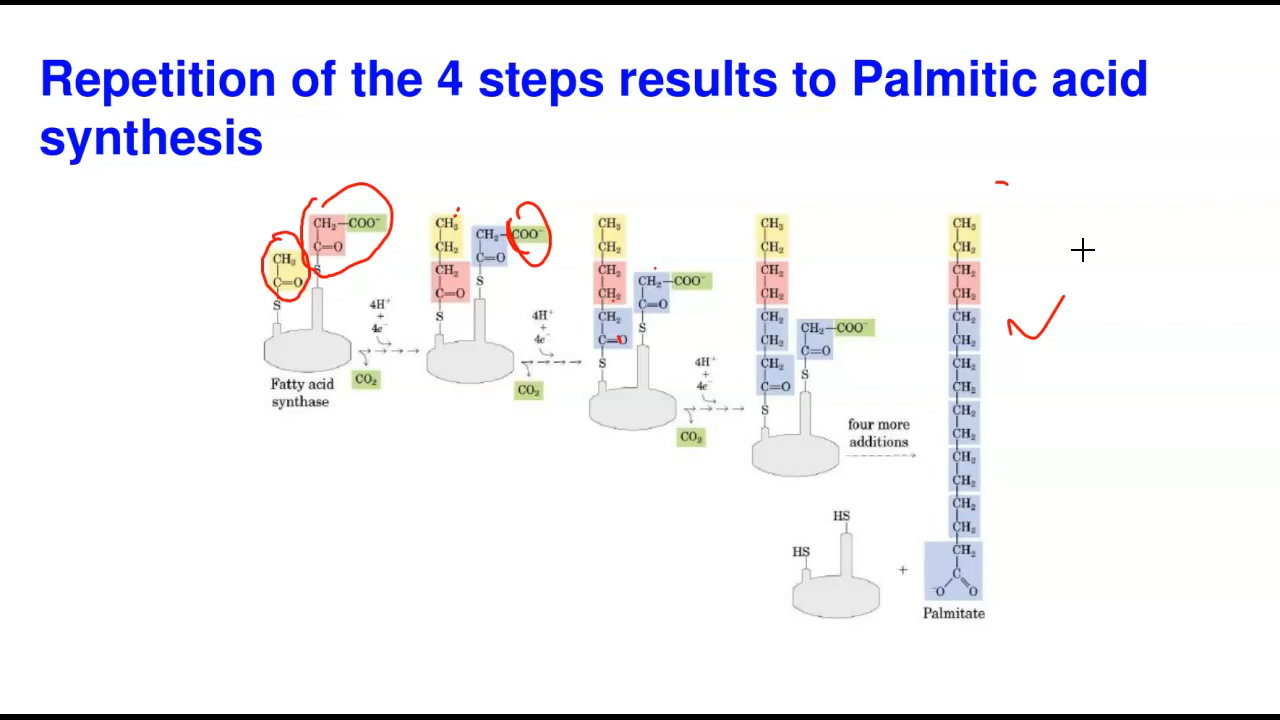 Repetition of the 4 steps results to Palmitic acid
synthesis
CH₂—COO⁻
C=O
CH₃
C=O
S
S
Fatty acid
synthase
4H⁺
+
4e⁻
CO₂
CH₃
CH₂
CH₂
C=O
S
CH₂—COO⁻
C=O
S
4H⁺
+
4e⁻
CO₂
CH₃
CH₂
CH₂
CH₂
CH₂
C=O
S
CH₂—COO⁻
C=O
S
4H⁺
+
4e⁻
CO₂
CH₃
CH₂
CH₂
CH₂
CH₂
CH₂
CH₂
C=O
S
CH₂—COO⁻
C=O
S
four more
additions
HS
HS
+
CH₃
CH₂
CH₂
CH₂
CH₂
CH₂
CH₂
CH₂
CH₂
CH₂
CH₂
CH₂
CH₂
CH₂
CH₂
C
⁻O O
Palmitate